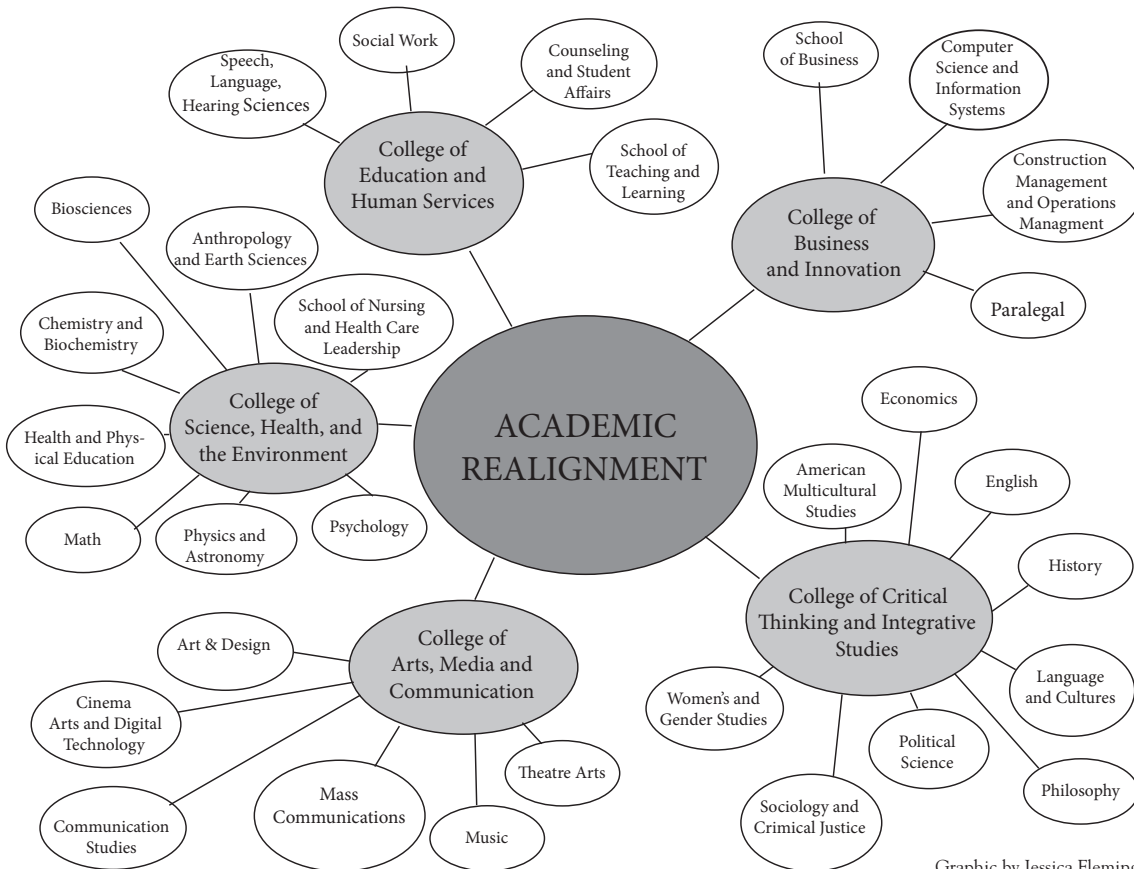 Social Work
Speech,
Language,
Hearing Sciences
Counseling
and Student
Affairs
School of
Teaching and
Learning
College of
Education and
Human Services
School
of Business
Computer
Science and
Information
Systems
Construction
Management
and Operations
Managment
Paralegal
College of
Business
and Innovation
Biosciences
Anthropology
and Earth Sciences
School of Nursing
and Health Care
Leadership
Chemistry and
Biochemistry
Health and Phys-
ical Education
Math
Physics and
Astronomy
Psychology
College of
Science, Health, and
the Environment
ACADEMIC
REALIGNMENT
Economics
American
Multicultural
Studies
English
History
Language
and Cultures
Philosophy
Political
Science
Sociology and
Crimical Justice
Women's and
Gender Studies
College of Critical
Thinking and Integrative
Studies
College of
Arts, Media and
Communication
Art & Design
Cinema
Arts and Digital
Technology
Communication
Studies
Mass
Communications
Music
Theatre Arts
Graphic by Jessica Fleming